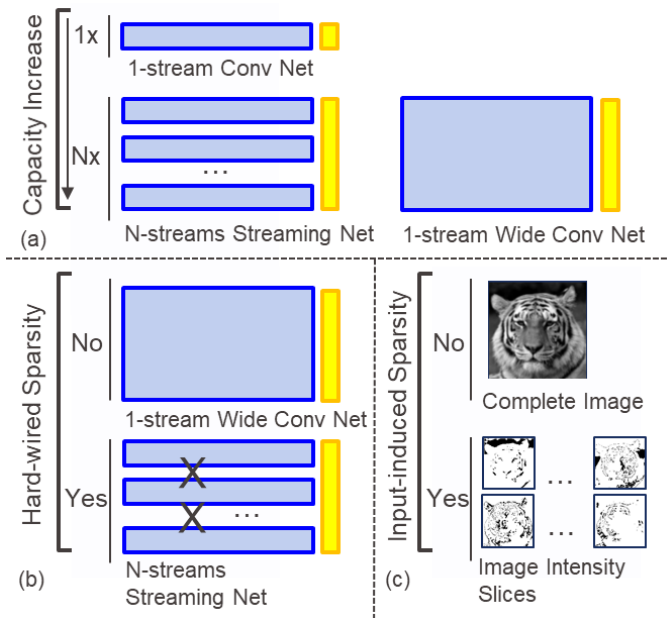 Capacity Increase
1x
1-stream Conv Net
Nx
...
N-streams Streaming Net
1-stream Wide Conv Net
(a)
Hard-wired Sparsity
No
1-stream Wide Conv Net
Yes
X
X
...
N-streams
Streaming Net
(b)
Input-induced Sparsity
No
Complete Image
Yes
...
...
Image Intensity
Slices
(c)